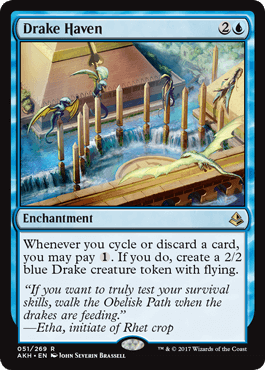 Drake Haven 2
Enchantment
Whenever you cycle or discard a card,
you may pay 1. If you do, create a 2/2
blue Drake creature token with flying.
“If you want to truly test your survival
skills, walk the Obelisk Path when the
drakes are feeding.”
—Etha, initiate of Rhet crop
051/269 R
AKH • EN JOHN SEVERIN BRASSELL
™ & © 2017 Wizards of the Coast